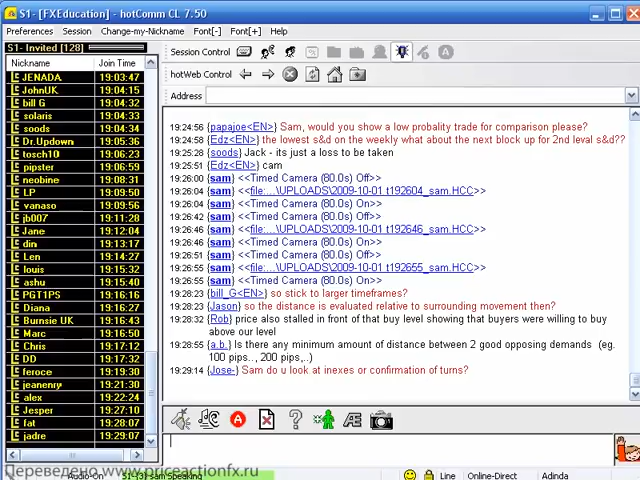 S1- [FXEducation] - hotComm CL 7.50
Preferences Session Change-my-Nickname Font[-] Font[+] Help
S1- Invited [128]
Nickname Join Time
JENADA 19:03:47
JohnUK 19:04:15
bill G 19:04:32
solaris 19:04:33
soods 19:04:34
Dr.Updown 19:05:36
tosch10 19:06:23
pipster 19:06:59
neobine 19:08:31
LP 19:09:50
vanaso 19:09:56
jb007 19:11:28
Jane 19:12:04
din 19:13:17
Len 19:14:27
louis 19:15:32
ashu 19:15:40
PGT1PS 19:16:16
Diana 19:16:27
Burnsie UK 19:16:43
Marc 19:16:50
Chris 19:17:12
DD 19:17:32
feroce 19:19:30
jeanenry 19:21:30
alex 19:22:24
Jesper 19:27:10
fat 19:28:07
jadre 19:29:07
Session Control
hotWeb Control
Address
19:24:56 {papajoe<EN>} Sam, would you show a low probality trade for comparison please?
19:24:58 {Edz<EN>} the lowest s&d on the weekly what about the next block up for 2nd leval s&d??
19:25:28 {soods} Jack - its just a loss to be taken
19:25:51 {Edz<EN>} cam
19:26:00 {sam} <<Timed Camera (80.0s) Off>>
19:26:04 {sam} <<file:...\UPLOADS\2009-10-01_t192604_sam.HCC>>
19:26:04 {sam} <<Timed Camera (80.0s) On>>
19:26:42 {sam} <<Timed Camera (80.0s) Off>>
19:26:46 {sam} <<file:...\UPLOADS\2009-10-01_t192646_sam.HCC>>
19:26:46 {sam} <<Timed Camera (80.0s) On>>
19:26:51 {sam} <<Timed Camera (80.0s) Off>>
19:26:55 {sam} <<file:...\UPLOADS\2009-10-01_t192655_sam.HCC>>
19:26:55 {sam} <<Timed Camera (80.0s) On>>
19:28:23 {bill_G<EN>} so stick to larger timeframes?
19:28:23 {Jason} so the distance is evaluated relative to surrounding movement then?
19:28:32 {Rob} price also stalled in front of that buy level showing that buyers were willing to buy
above our level
19:28:55 {a.b.} Is there any minimum amount of distance between 2 good opposing demands (eg.
100 pips.., 200 pips,..)
19:29:14 {Jose-} Sam do u look at inexes or confirmation of turns?
Переведено www.priceactionfx.ru
Audio-On S1-(3) sam Speaking Line Online-Direct Adinda